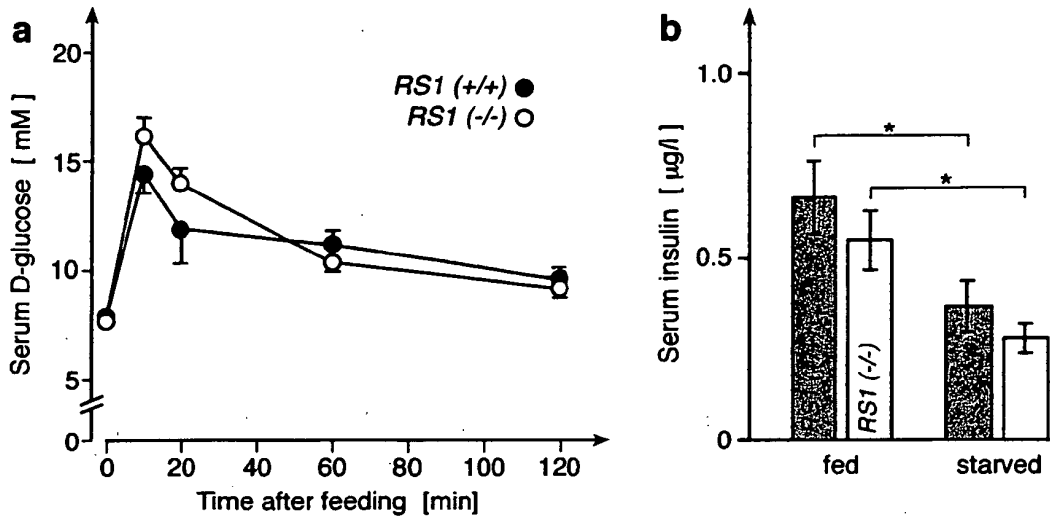 a
20
15
10
5
0
Serum D-glucose [ mM ]
RS1 (+/+)
RS1 (-/-)
0 20 40 60 80 100 120
Time after feeding [min]
b
1.0
0.5
0
Serum insulin [ µg/l ]
*
*
RS1 (-/-)
fed starved